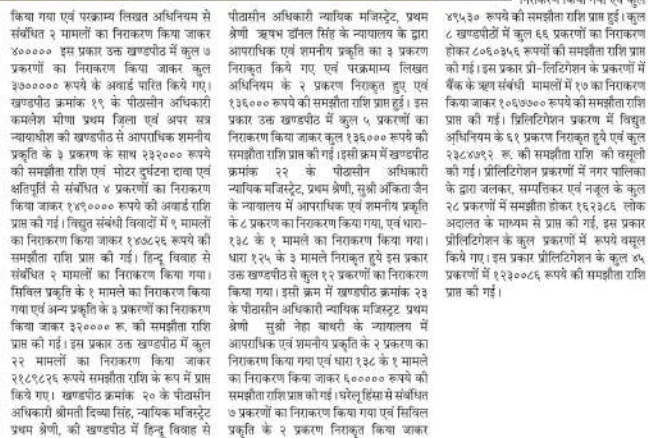 किया गया एवं परक्राम्य लिखत अधिनियम से
संबंधित २ मामलों का निराकरण किया जाकर
४००००० इस प्रकार उक्त खण्डपीठ में कुल ७
प्रकरणों का निराकरण किया जाकर कुल
३७००००० रूपये के अवार्ड पारित किये गए।
खण्डपीठ क्रमांक १९ के पीठासीन अधिकारी
कमलेश मीणा प्रथम जिला एवं अपर सत्र
न्यायाधीश की खण्डपीठ से आपराधिक शमनीय
प्रकृति के ३ प्रकरण के साथ २३२००० रूपये
की समझौता राशि एवं मोटर दुर्घटना दावा एवं
क्षतिपूर्ति से संबंधित ४ प्रकरणों का निराकरण
किया जाकर १४९०००० रूपये की अवार्ड राशि
प्राप्त की गई। विद्युत संबंधी विवादों में ९ मामलों
का निराकरण किया जाकर १४७८२६ रूपये की
समझौता राशि प्राप्त की गई। हिन्दू विवाह से
संबंधित २ मामलों का निराकरण किया गया।
सिविल प्रकृति के १ मामले का निराकरण किया
गया एवं अन्य प्रकृति के ३ प्रकरणों का निराकरण
किया जाकर ३२०००० रू. की समझौता राशि
प्राप्त की गई। इस प्रकार उक्त खण्डपीठ में कुल
२२ मामलों का निराकरण किया जाकर
२१८९८२६ रूपये समझौता राशि के रूप में प्राप्त
किये गए। खण्डपीठ क्रमांक २० के पीठासीन
अधिकारी श्रीमती दिव्या सिंह, न्यायिक मजिस्ट्रेट
प्रथम श्रेणी, की खण्डपीठ में हिन्दू विवाह से
पीठासीन अधिकारी न्यायिक मजिस्ट्रेट, प्रथम
श्रेणी ऋषभ डॉनल सिंह के न्यायालय के द्वारा
आपराधिक एवं शमनीय प्रकृति का ३ प्रकरण
निराकृत किये गए एवं परक्रमाम्य लिखत
अधिनियम के २ प्रकरण निराकृत हुए एवं
१३६००० रूपये की समझौता राशि प्राप्त हुई। इस
प्रकार उक्त खण्डपीठ में कुल ५ प्रकरणों का
निराकरण किया जाकर कुल १३६००० रूपये की
समझौता राशि प्राप्त की गई।इसी क्रम में खण्डपीठ
क्रमांक २२ के पीठासीन अधिकारी
न्यायिक मजिस्ट्रेट, प्रथम श्रेणी, सुश्री अंकिता जैन
के न्यायालय में आपराधिक एवं शमनीय प्रकृति
के ८ प्रकरण का निराकरण किया गया, एवं धारा-
१३८ के १ मामले का निराकरण किया गया।
धारा १२५ के ३ मामले निराकृत हुये इस प्रकार
उक्त खण्डपीठ से कुल १२ प्रकरणों का निराकरण
किया गया। इसी क्रम में खण्डपीठ क्रमांक २३
के पीठासीन अधिकारी न्यायिक मजिस्ट्रट प्रथम
श्रेणी सुश्री नेहा बाथरी के न्यायालय में
आपराधिक एवं शमनीय प्रकृति के २ प्रकरण का
निराकरण किया गया एवं धारा १३८ के १ मामले
का निराकरण किया जाकर ६००००० रूपये की
समझौता राशि प्राप्त की गई।घरेलू हिंसा से संबंधित
७ प्रकरणों का निराकरण किया गया एवं सिविल
प्रकृति के २ प्रकरण निराकृत किया जाकर
४९५३० रूपये की समझौता राशि प्राप्त हुई। कुल
८ खण्डपीठों में कुल ६६ प्रकरणों का निराकरण
होकर ८०६०३५६ रूपयों की समझौता राशि प्राप्त
की गई। इस प्रकार प्री-लिटिगेशन के प्रकरणों में
बैंक के ऋण संबंधी मामलों में १७ का निराकरण
किया जाकर १०६७७०० रूपये की समझौता राशि
प्राप्त की गई। प्रिलिटिगेशन प्रकरण में विद्युत
अधिनियम के ६१ प्रकरण निराकृत हुये एवं कुल
२३८४७९२ रू. की समझौता राशि की वसूली
की गई। प्रीलिटिगेशन प्रकरणों में नगर पालिका
के द्वारा जलकर, सम्पत्तिकर एवं नजूल के कुल
२८ प्रकरणों में समझौता होकर १६२३८६ लोक
अदालत के माध्यम से प्राप्त की गई, इस प्रकार
प्रीलिटिगेशन के कुल प्रकरणों में रूपये वसूल
किये गए। इस प्रकार प्रीलिटिगेशन के कुल ४५
प्रकरणों में १२३००८६ रूपये की समझौता राशि
प्राप्त की गई।